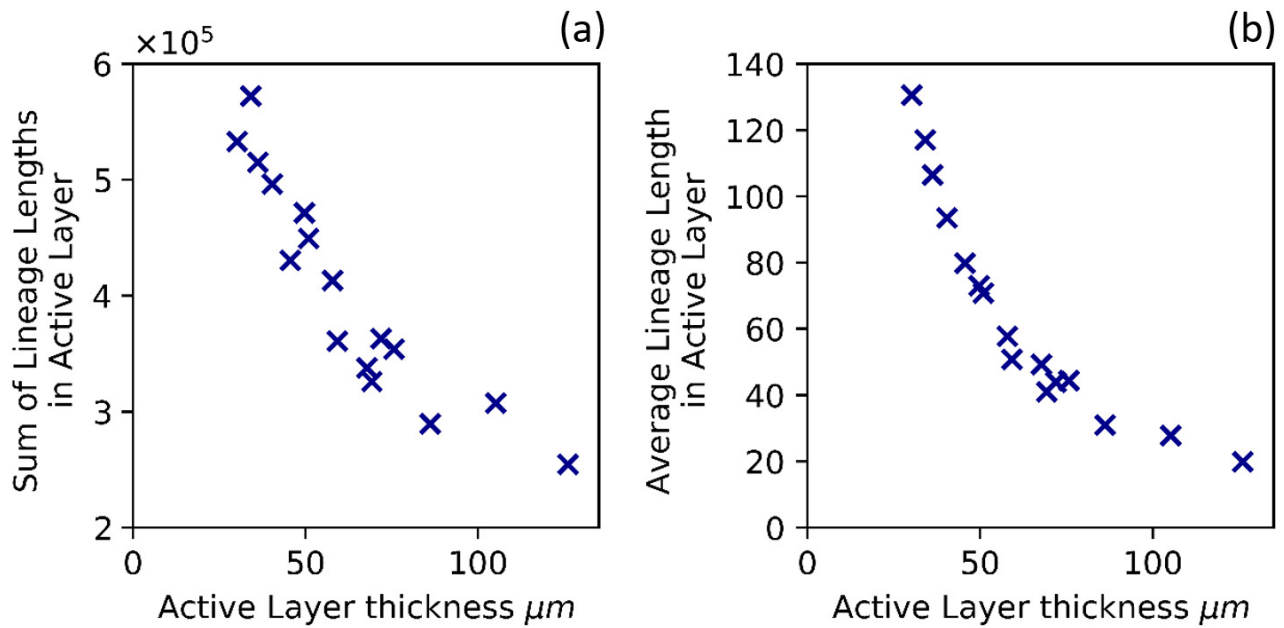 (a)
×10⁵
6
5
4
3
2
0 50 100
Sum of Lineage Lengths
in Active Layer
Active Layer thickness μm
(b)
140
120
100
80
60
40
20
0
0 50 100
Average Lineage Length
in Active Layer
Active Layer thickness μm